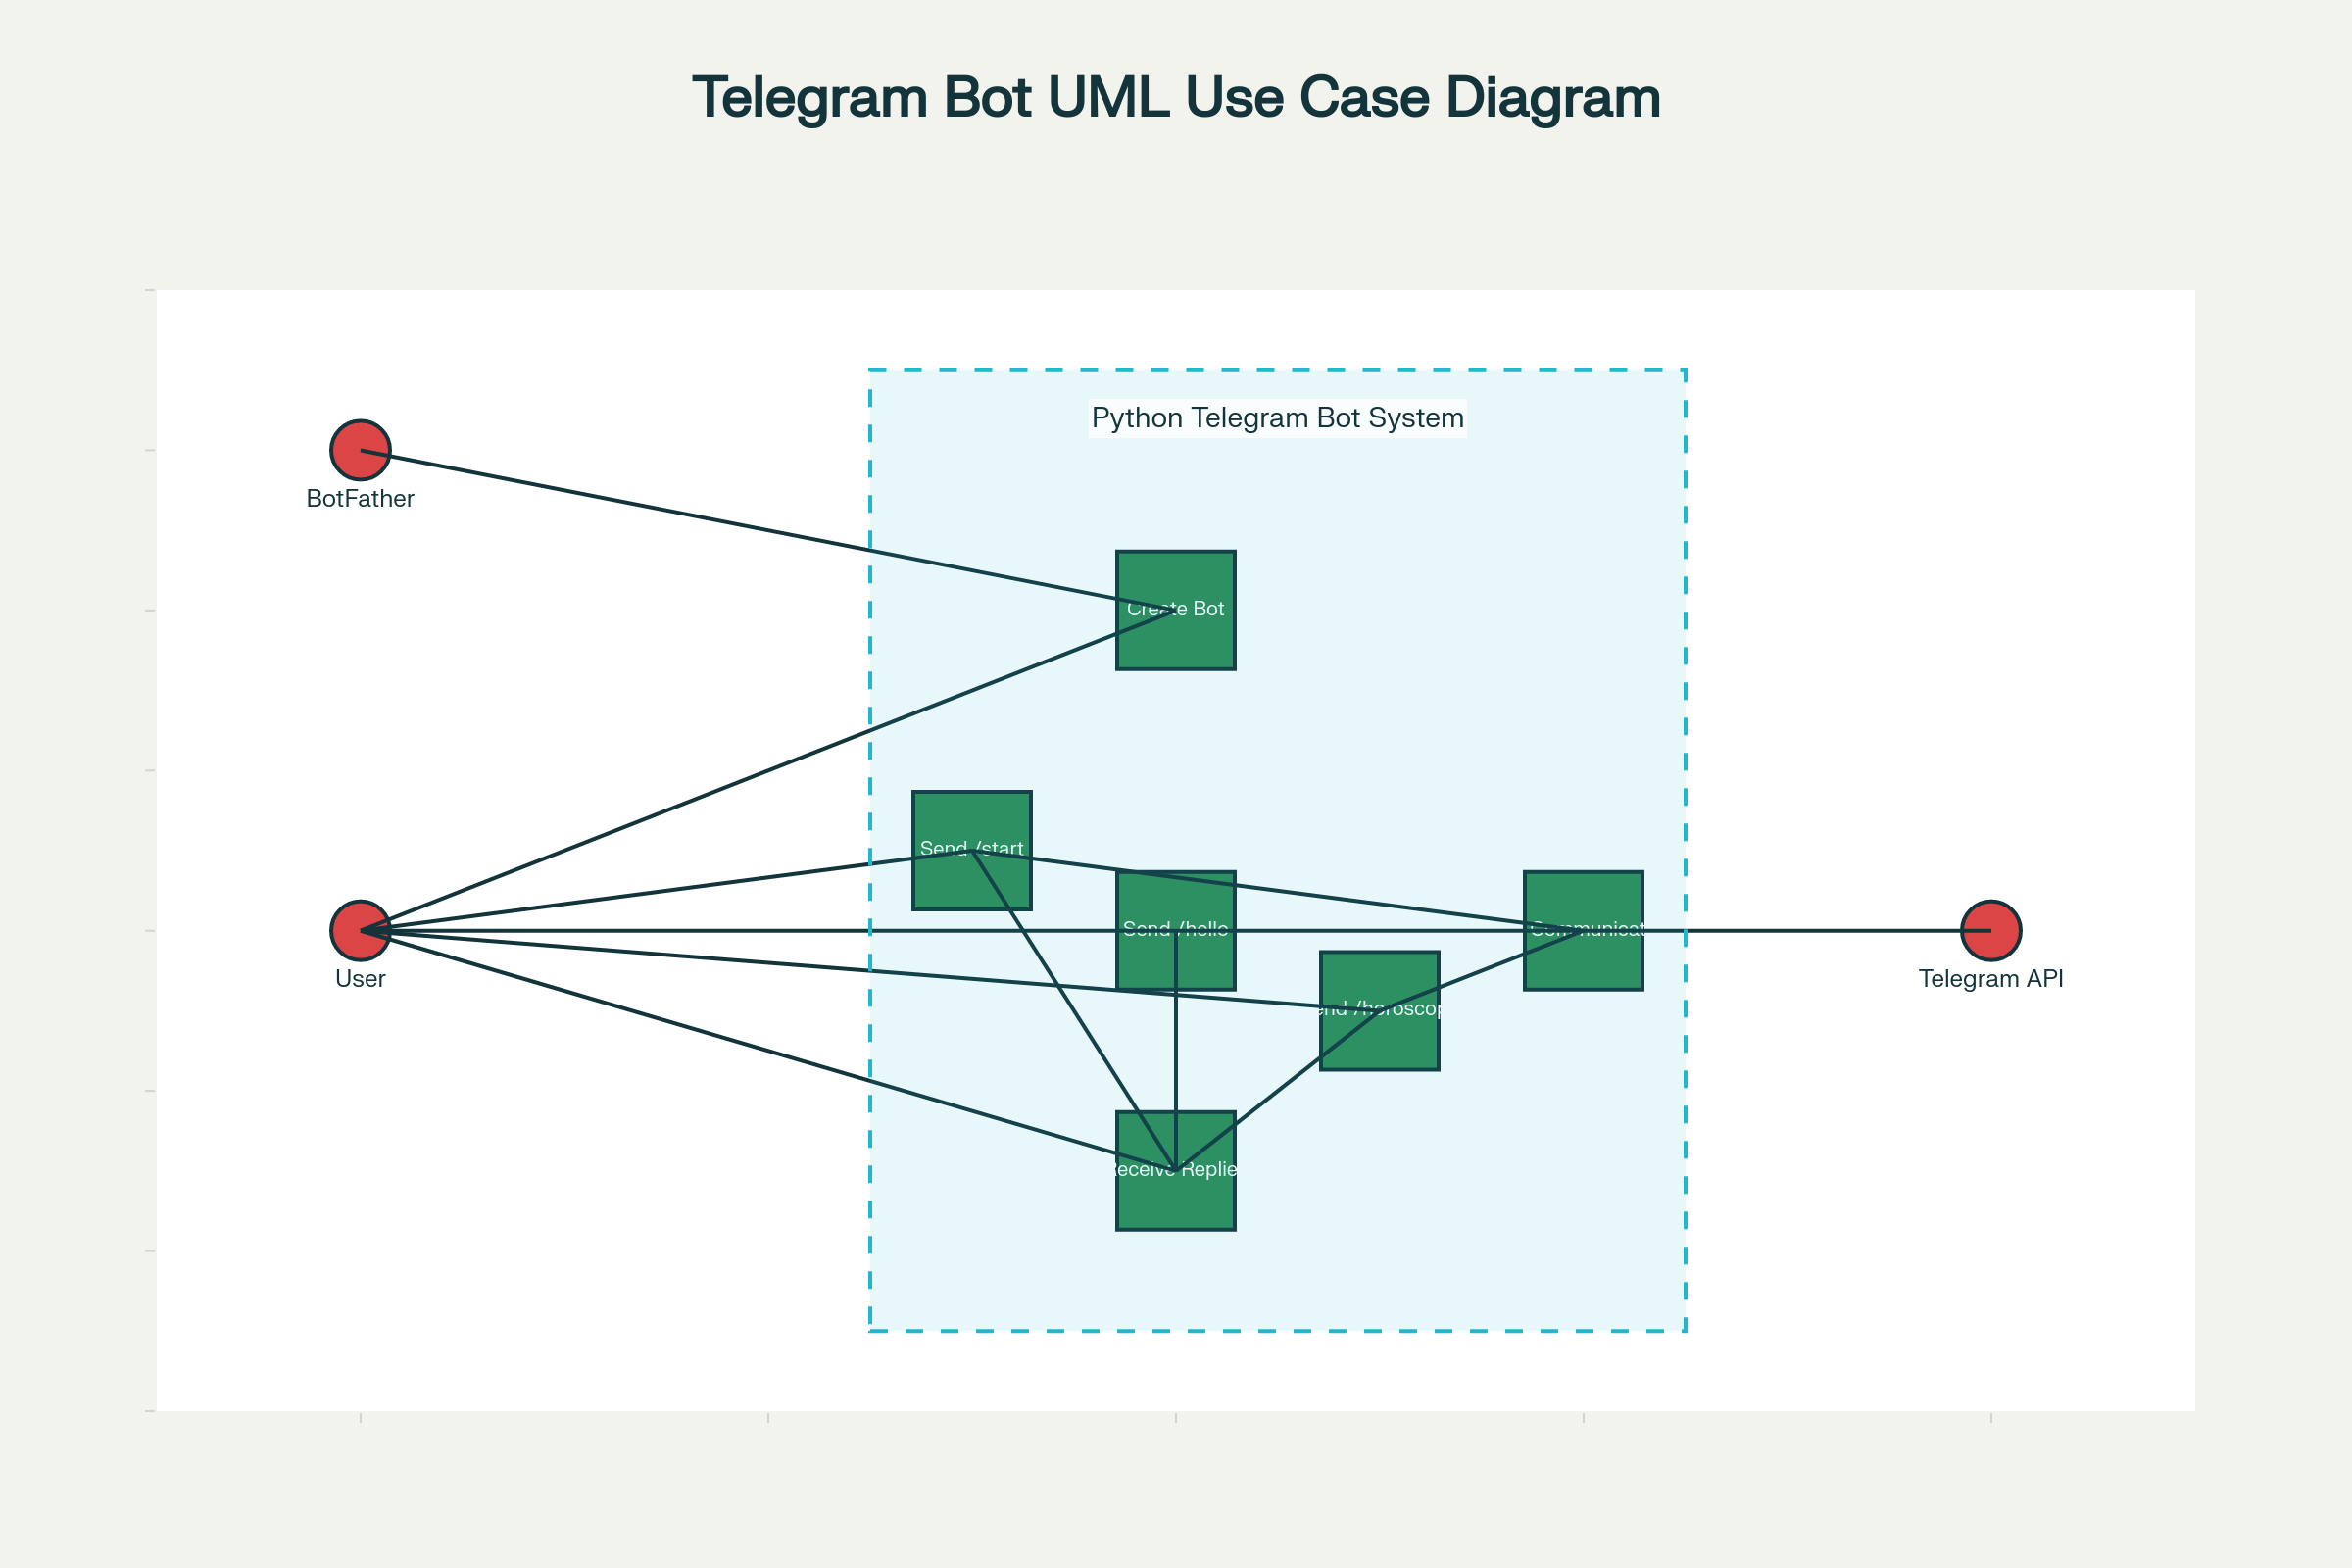 Telegram Bot UML Use Case Diagram
Python Telegram Bot System
BotFather
Create Bot
Send /start
Send /hello
Communicat
User
Telegram API
end /horoscop
Receive Replie